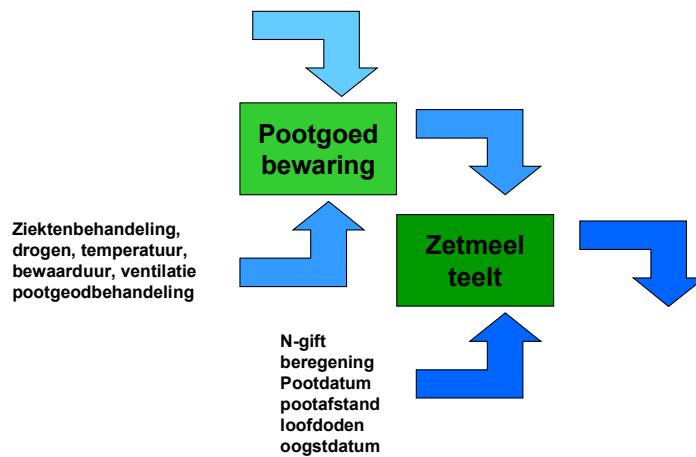 Pootgoed
bewaring
Ziektenbehandeling,
drogen, temperatuur,
bewaarduur, ventilatie
pootgeodbehandeling
Zetmeel
teelt
N-gift
beregening
Pootdatum
pootafstand
loofdoden
oogstdatum